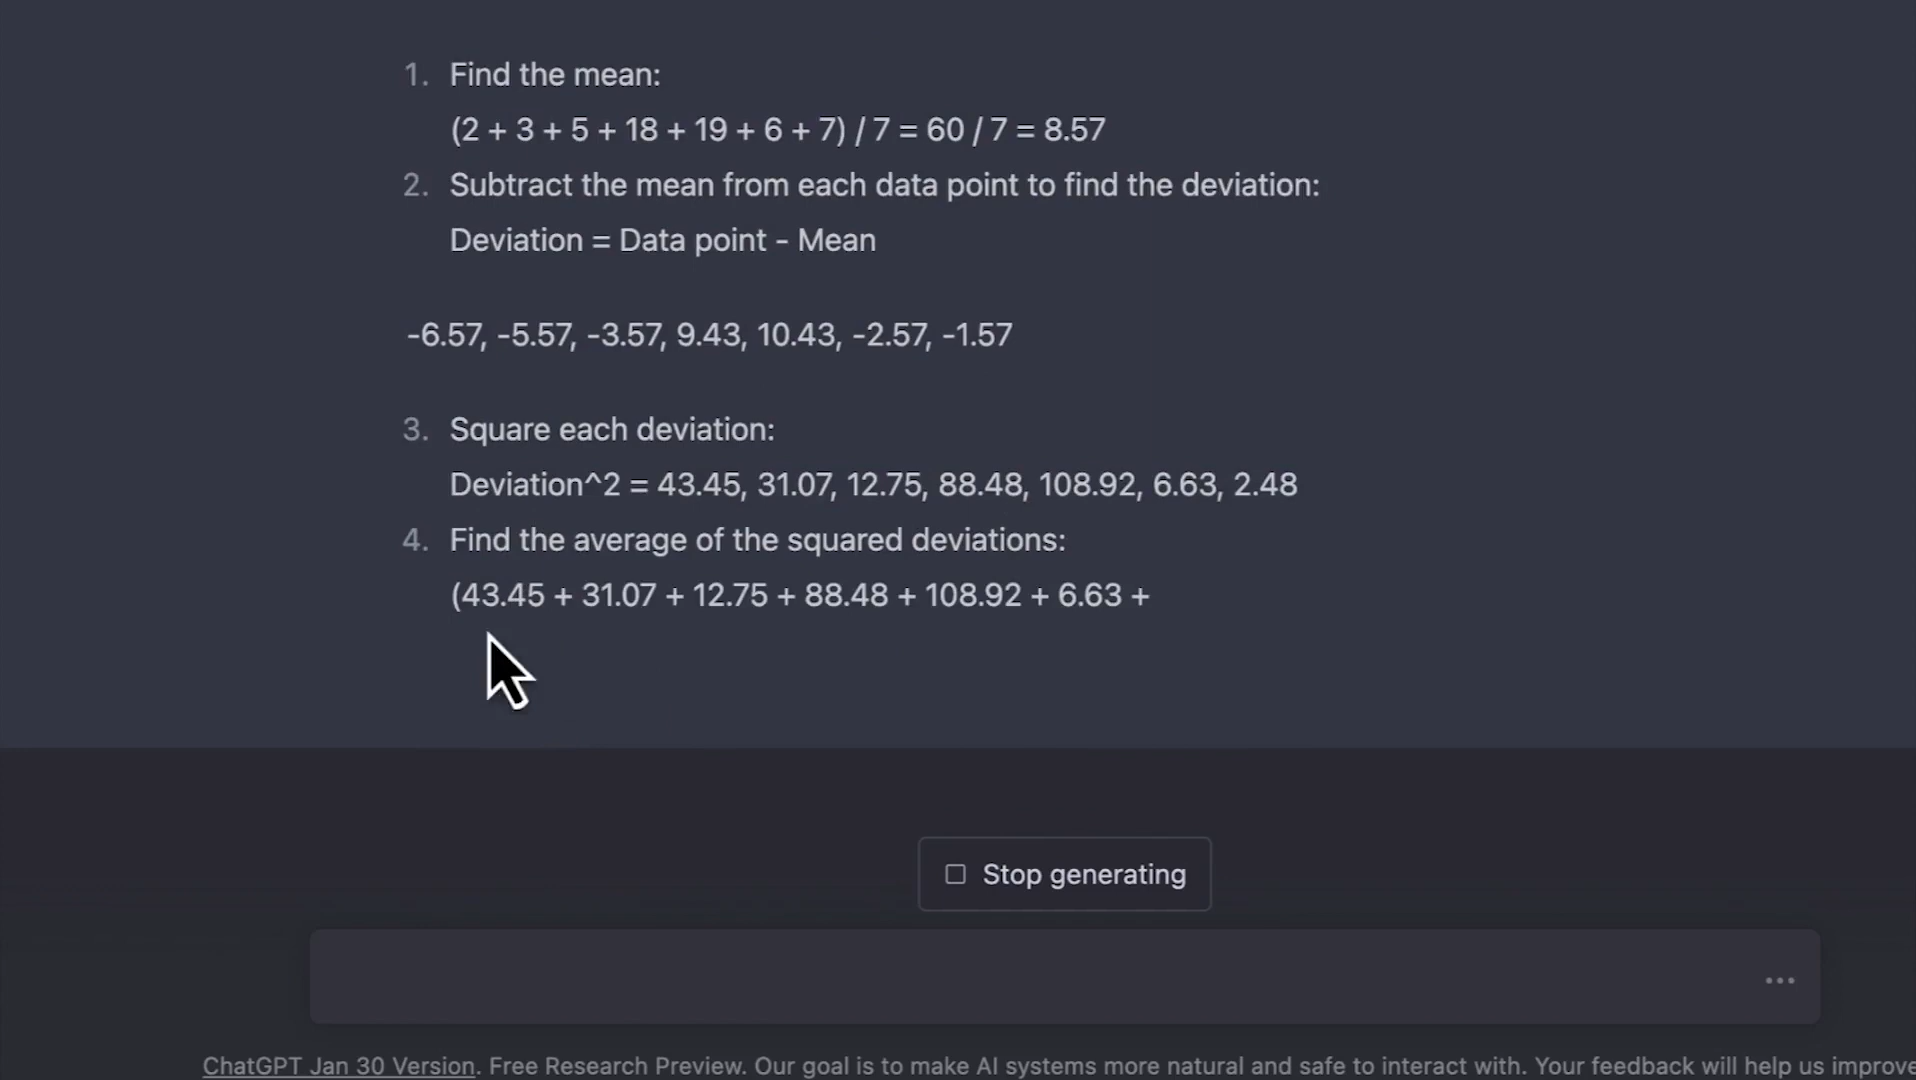 1. Find the mean:
(2 + 3 + 5 + 18 + 19 + 6 + 7) / 7 = 60 / 7 = 8.57
2. Subtract the mean from each data point to find the deviation:
Deviation = Data point - Mean
-6.57, -5.57, -3.57, 9.43, 10.43, -2.57, -1.57
3. Square each deviation:
Deviation^2 = 43.45, 31.07, 12.75, 88.48, 108.92, 6.63, 2.48
4. Find the average of the squared deviations:
(43.45 + 31.07 + 12.75 + 88.48 + 108.92 + 6.63 +
Stop generating
ChatGPT Jan 30 Version. Free Research Preview. Our goal is to make AI systems more natural and safe to interact with. Your feedback will help us improve